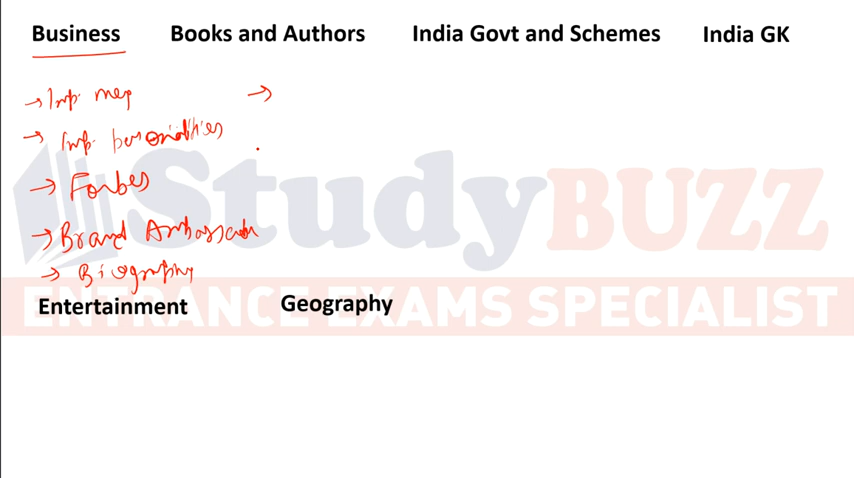 Business Books and Authors India Govt and Schemes India GK
→ Imp.
→ Imp. personalities
→ Forbes
→ Brand Ambassador
→ Biography
StudyBUZZ
Entertainment Geography
ENTRANCE EXAMS SPECIALIST